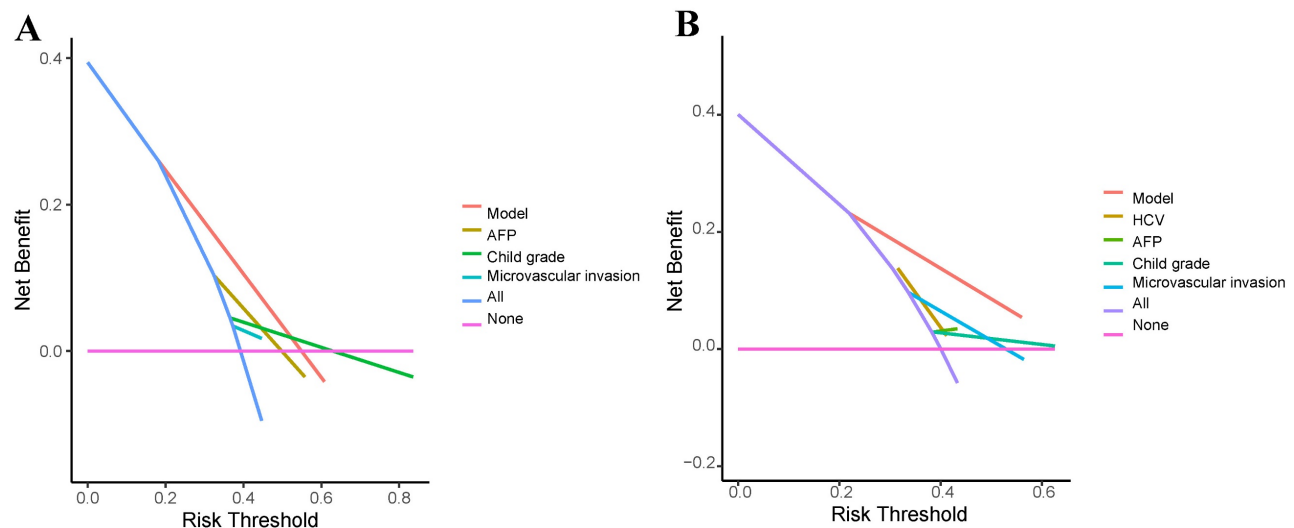 A
0.4
0.2
0.0
Net Benefit
0.0 0.2 0.4 0.6 0.8
Risk Threshold
Model
AFP
Child grade
Microvascular invasion
All
None
B
0.4
0.2
0.0
−0.2
Net Benefit
0.0 0.2 0.4 0.6
Risk Threshold
Model
HCV
AFP
Child grade
Microvascular invasion
All
None